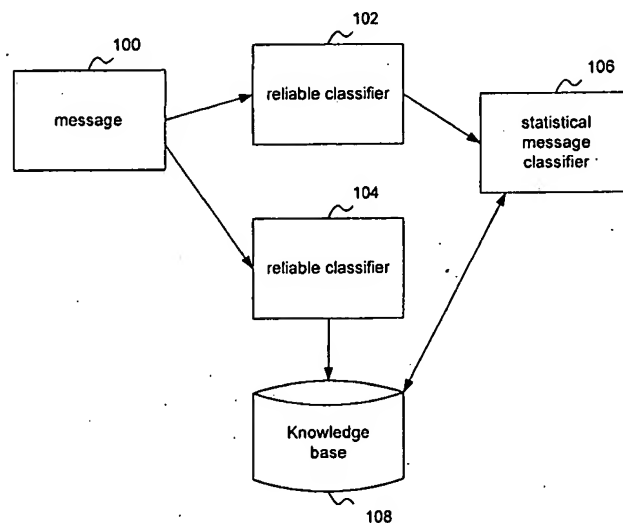 100
message
102
reliable classifier
106
statistical
message
classifier
104
reliable classifier
Knowledge
base
108